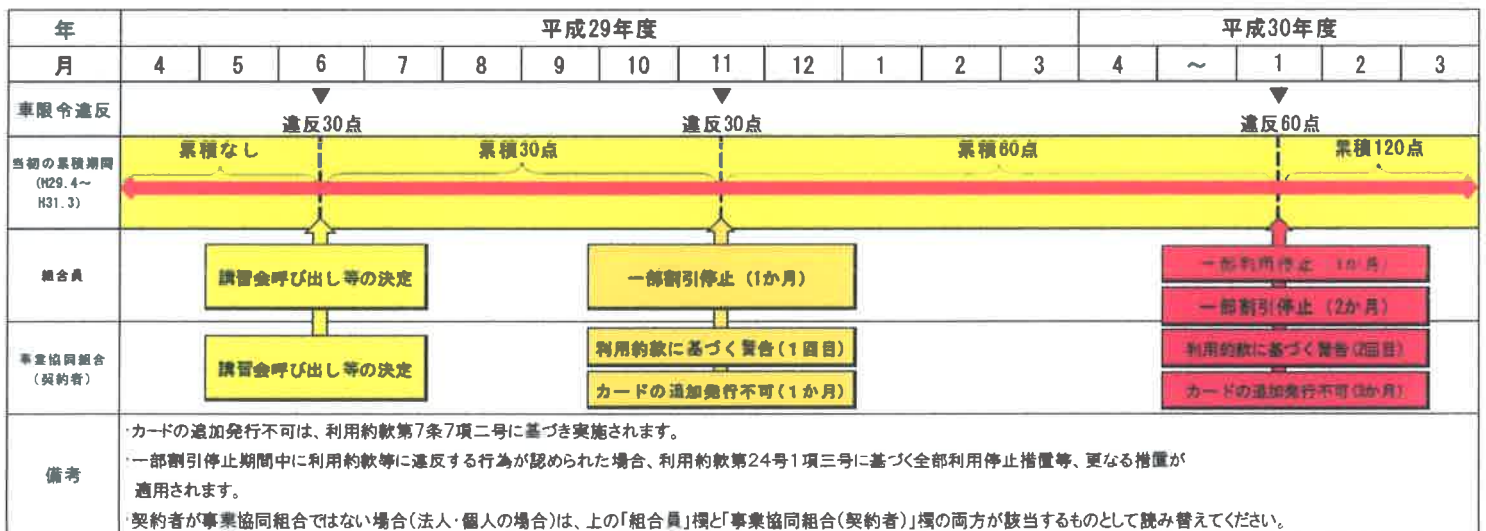 年 平成29年度 平成30年度
月 4 5 6 7 8 9 10 11 12 1 2 3 4 ～ 1 2 3
車限令違反 ▼ ▼ ▼
違反30点 違反30点 違反60点
当初の累積期間
(H29.4～
H31.3)
累積なし 累積30点 累積60点 累積120点
組合員
講習会呼び出し等の決定 一部割引停止（1か月） 一部利用停止（1か月）
一部割引停止（2か月）
事業協同組合
（契約者）
講習会呼び出し等の決定 利用約款に基づく警告（1回目） 利用約款に基づく警告（2回目）
カードの追加発行不可（1か月） カードの追加発行不可（か月）
備考
・カードの追加発行不可は、利用約款第7条7項二号に基づき実施されます。
・一部割引停止期間中に利用約款等に違反する行為が認められた場合、利用約款第24号1項三号に基づく全部利用停止措置等、更なる措置が
適用されます。
・契約者が事業協同組合ではない場合（法人・個人の場合）は、上の「組合員」欄と「事業協同組合（契約者）」欄の両方が該当するものとして読み替えてください。